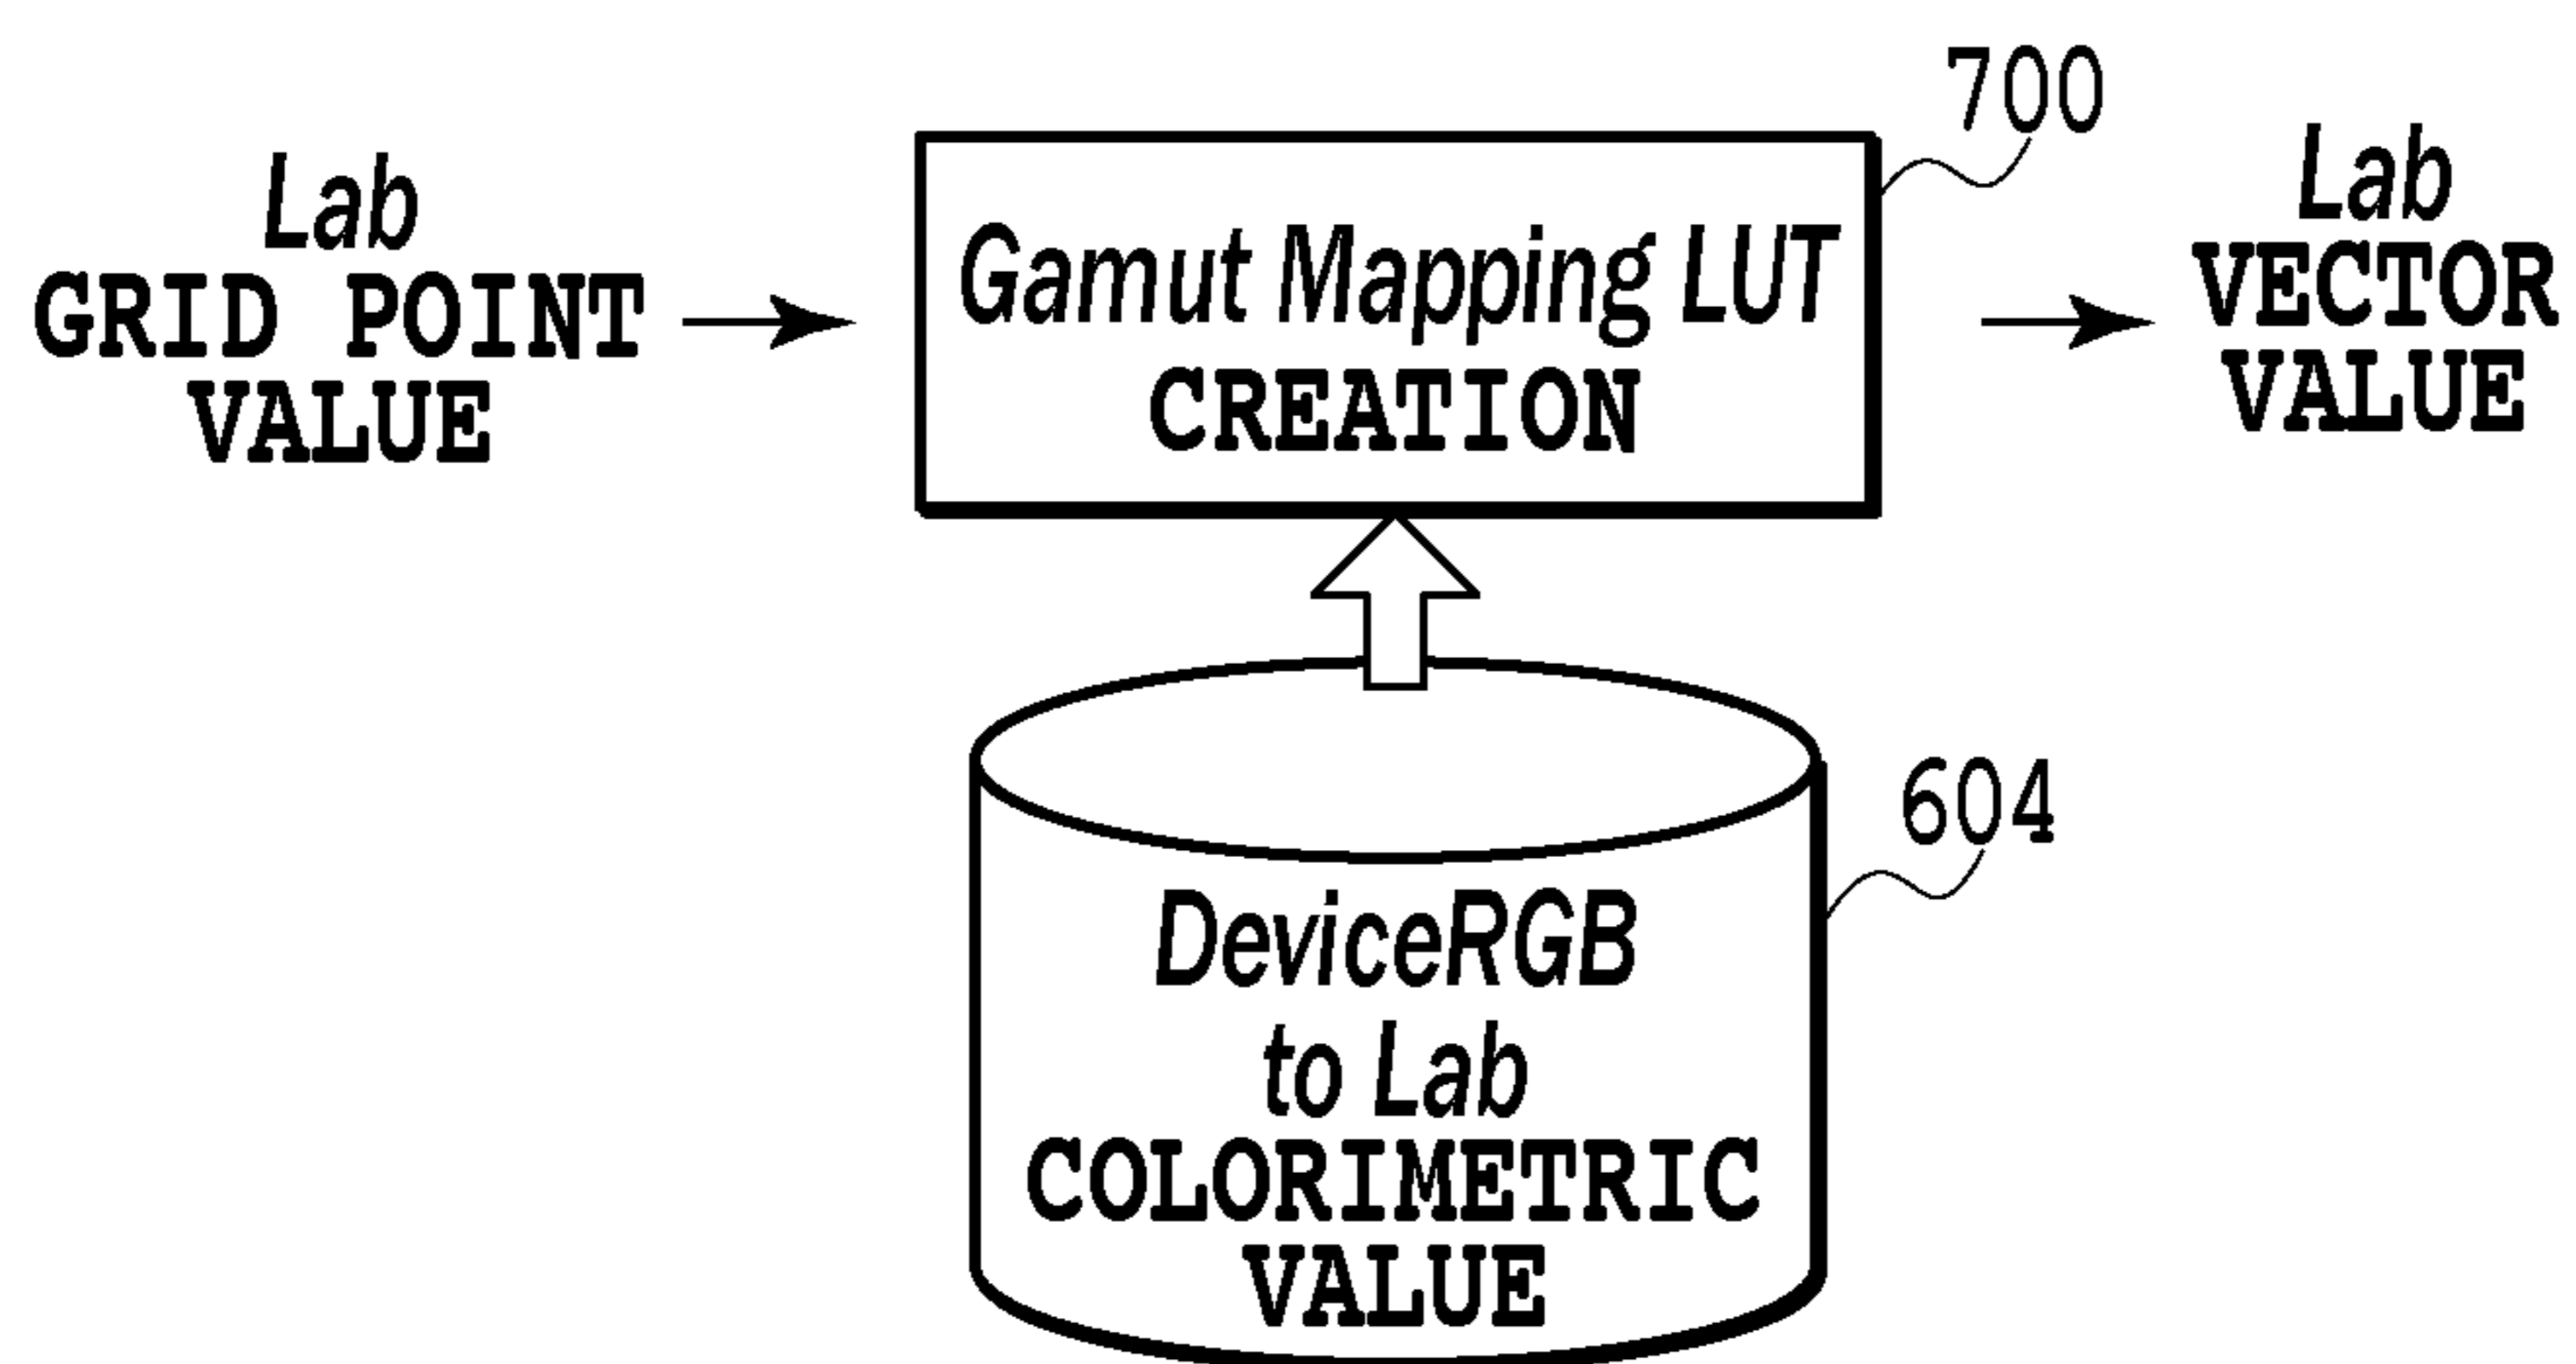 700
Lab
GRID POINT
VALUE
Gamut Mapping LUT
CREATION
Lab
VECTOR
VALUE
604
DeviceRGB
to Lab
COLORIMETRIC
VALUE